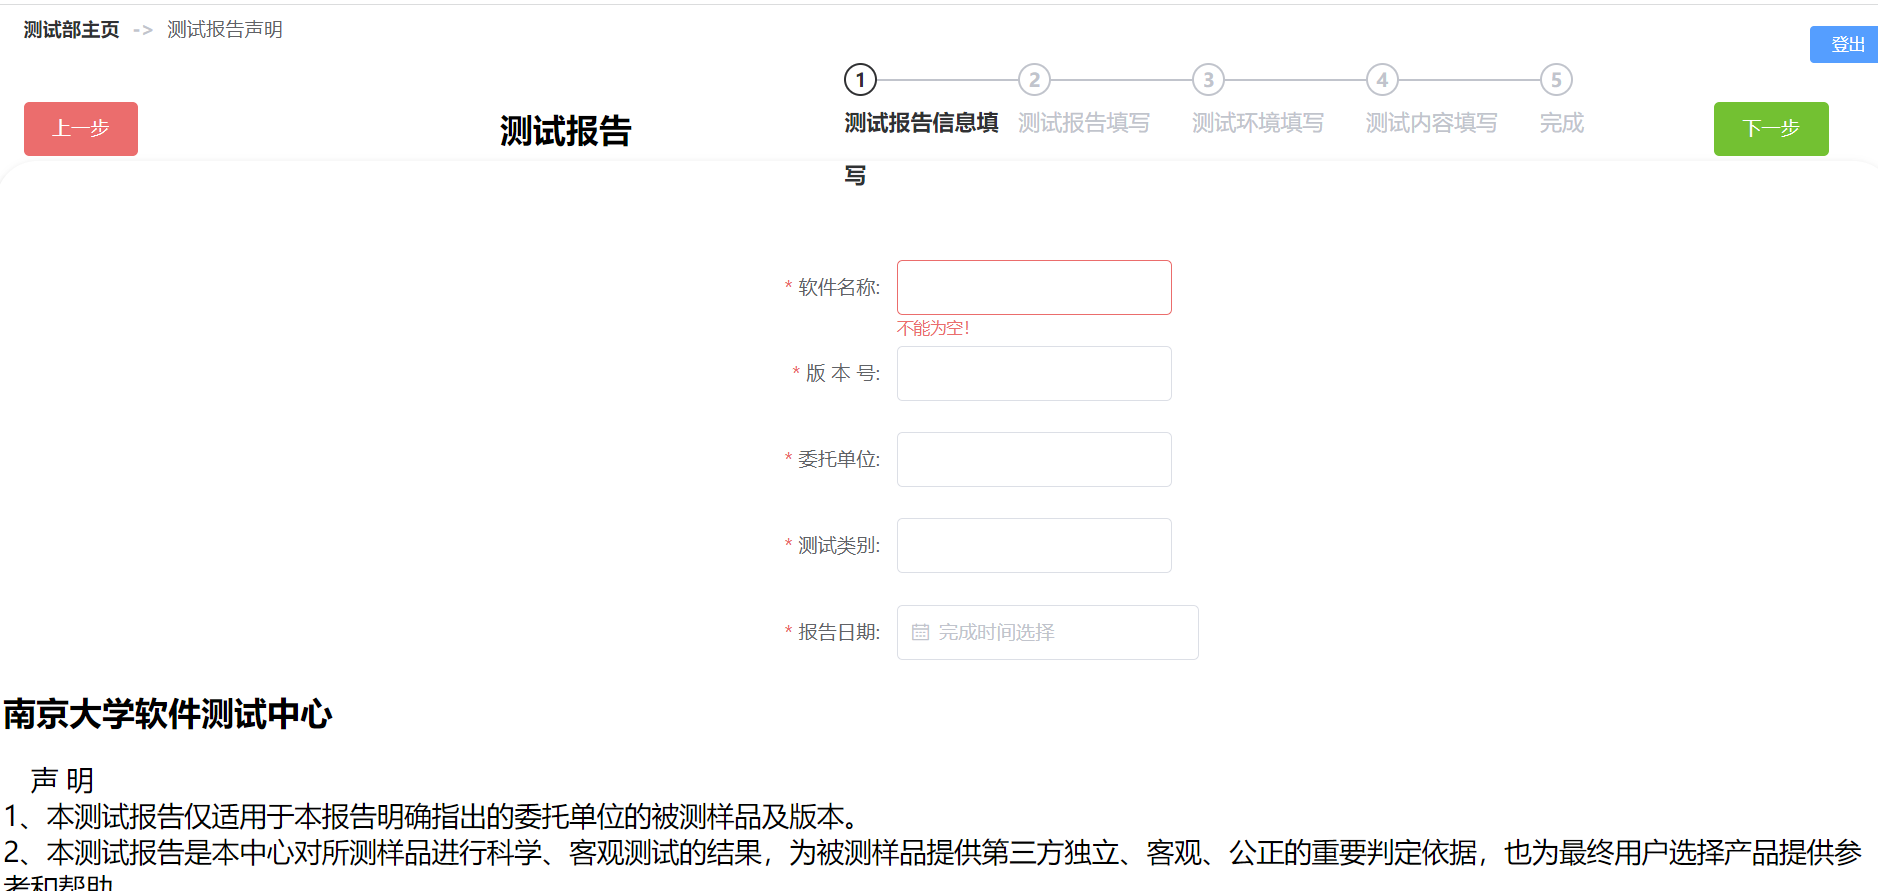 测试部主页 -> 测试报告声明
登出
1 2 3 4 5
上一步
测试报告
测试报告信息填写
测试报告填写
测试环境填写
测试内容填写
完成
下一步
* 软件名称:
不能为空！
* 版 本 号:
* 委托单位:
* 测试类别:
* 报告日期: 完成时间选择
南京大学软件测试中心
声 明
1、本测试报告仅适用于本报告明确指出的委托单位的被测样品及版本。
2、本测试报告是本中心对所测样品进行科学、客观测试的结果，为被测样品提供第三方独立、客观、公正的重要判定依据，也为最终用户选择产品提供参
考和帮助